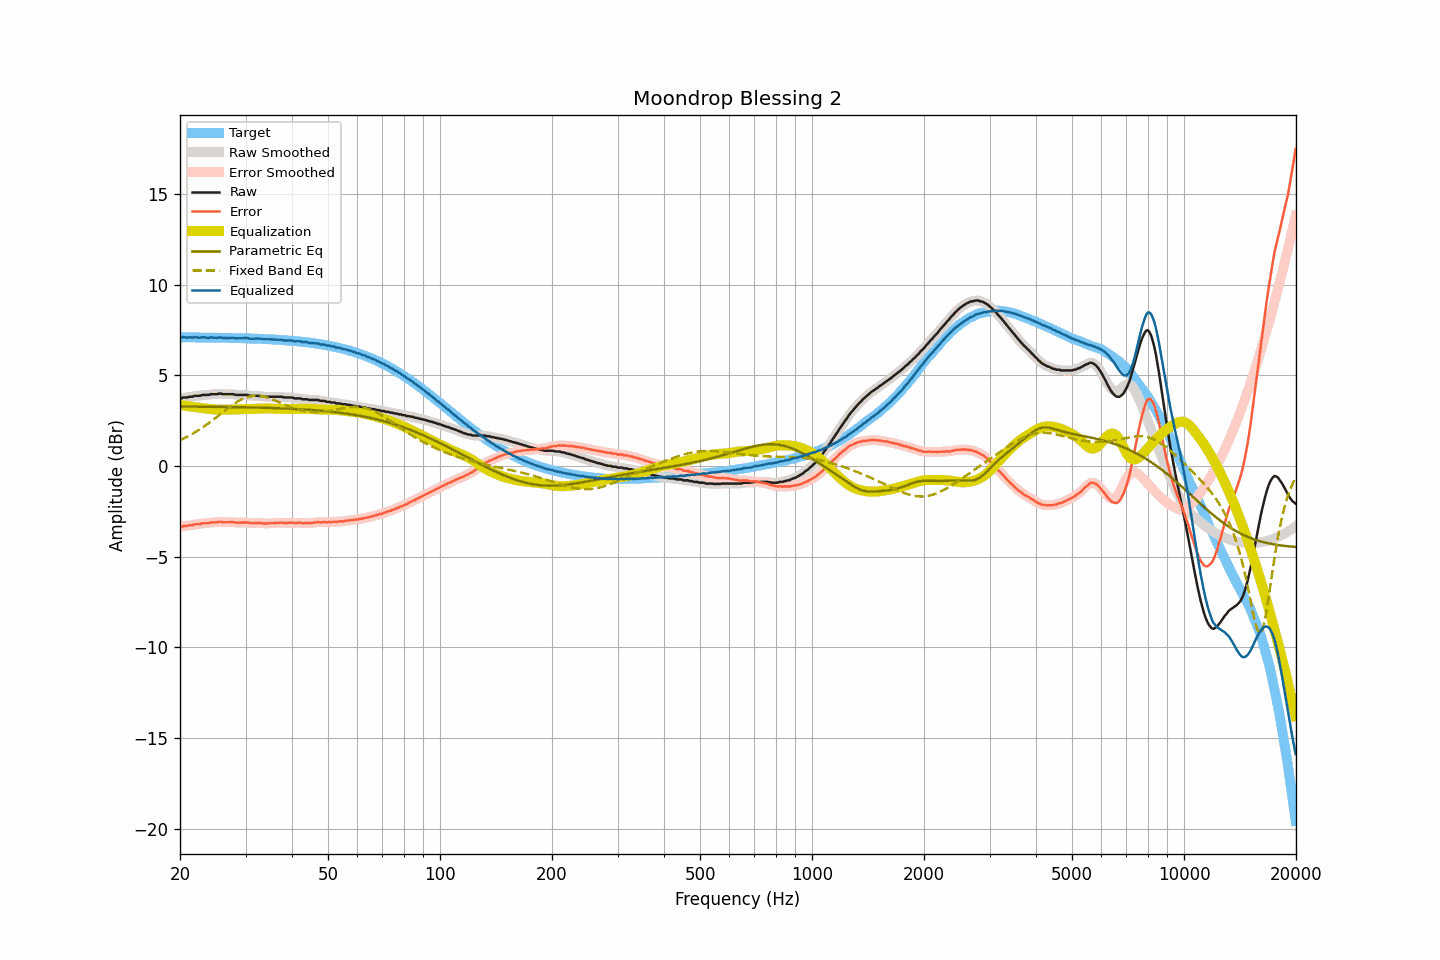 Moondrop Blessing 2
Target
Raw Smoothed
Error Smoothed
Raw
Error
Equalization
Parametric Eq
Fixed Band Eq
Equalized
Amplitude (dBr)
15
10
5
0
−5
−10
−15
−20
20 50 100 200 500 1000 2000 5000 10000 20000
Frequency (Hz)